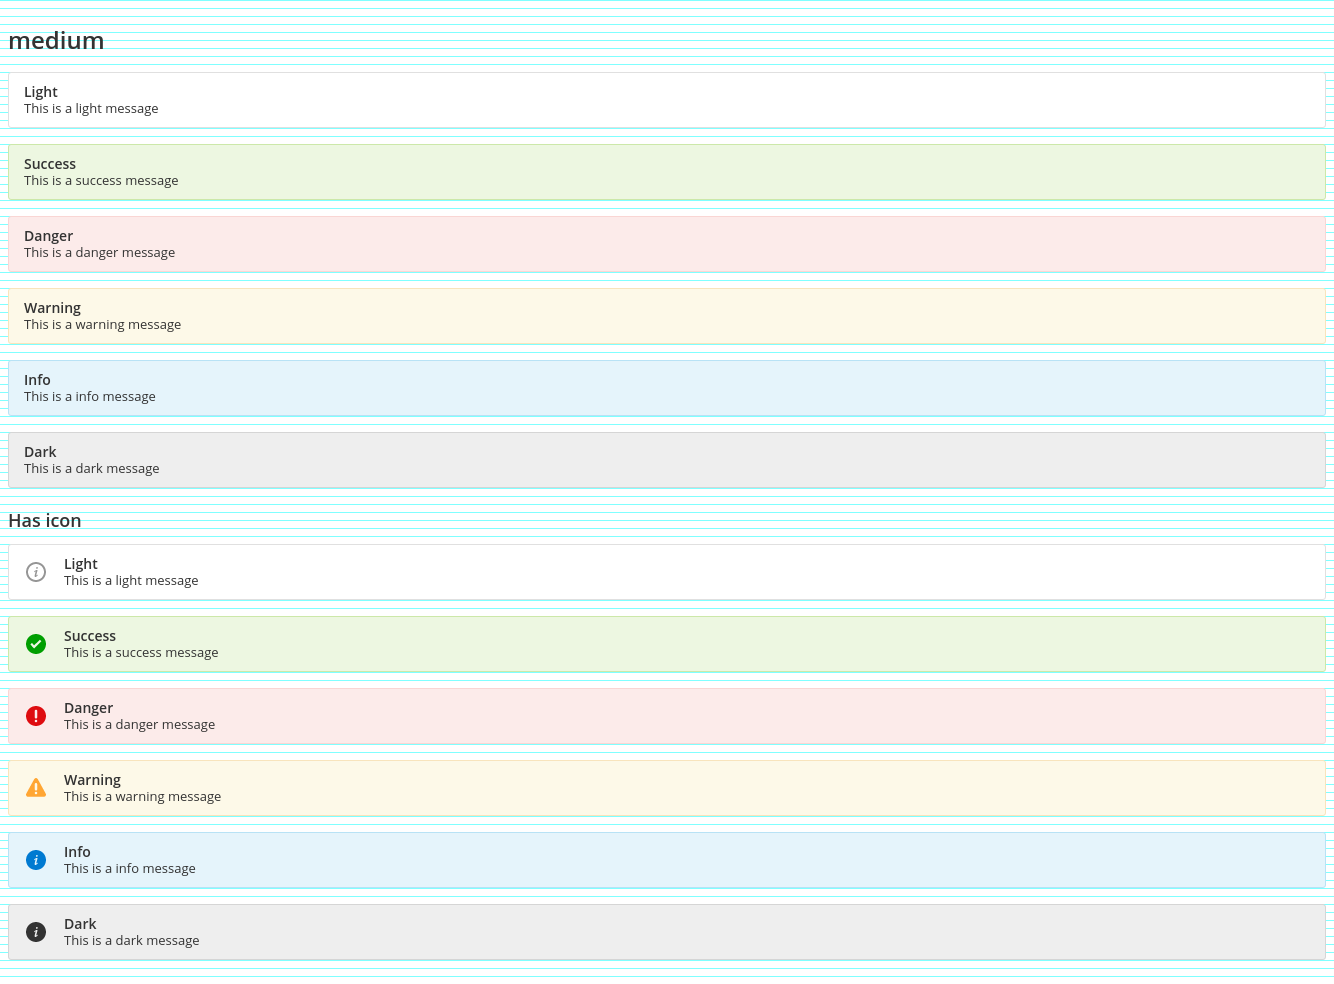 medium
Light
This is a light message
Success
This is a success message
Danger
This is a danger message
Warning
This is a warning message
Info
This is a info message
Dark
This is a dark message
Has icon
Light
This is a light message
Success
This is a success message
Danger
This is a danger message
Warning
This is a warning message
Info
This is a info message
Dark
This is a dark message